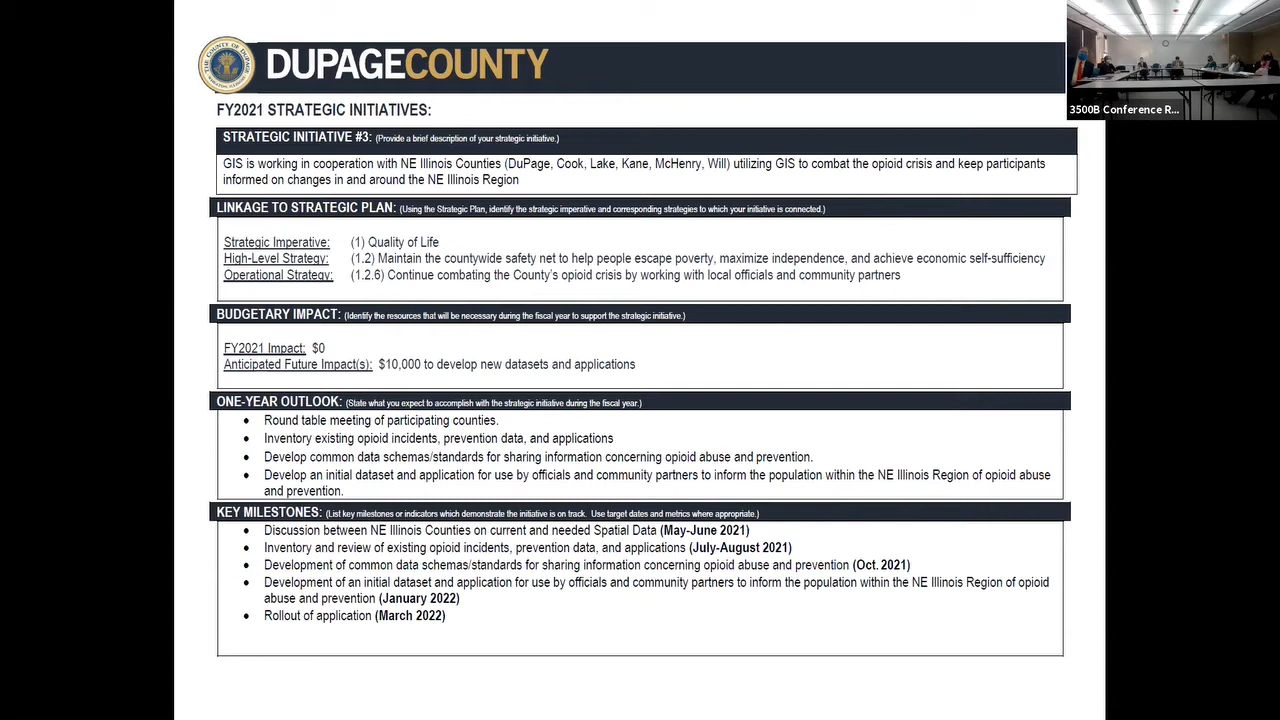 DUPAGECOUNTY
3500B Conference R...
FY2021 STRATEGIC INITIATIVES:
STRATEGIC INITIATIVE #3: (Provide a brief description of your strategic initiative.)
GIS is working in cooperation with NE Illinois Counties (DuPage, Cook, Lake, Kane, McHenry, Will) utilizing GIS to combat the opioid crisis and keep participants
informed on changes in and around the NE Illinois Region
LINKAGE TO STRATEGIC PLAN: (Using the Strategic Plan, identify the strategic imperative and corresponding strategies to which your initiative is connected.)
Strategic Imperative: (1) Quality of Life
High-Level Strategy: (1.2) Maintain the countywide safety net to help people escape poverty, maximize independence, and achieve economic self-sufficiency
Operational Strategy: (1.2.6) Continue combating the County's opioid crisis by working with local officials and community partners
BUDGETARY IMPACT: (Identify the resources that will be necessary during the fiscal year to support the strategic initiative.)
FY2021 Impact: $0
Anticipated Future Impact(s): $10,000 to develop new datasets and applications
ONE-YEAR OUTLOOK: (State what you expect to accomplish with the strategic initiative during the fiscal year.)
• Round table meeting of participating counties.
• Inventory existing opioid incidents, prevention data, and applications
• Develop common data schemas/standards for sharing information concerning opioid abuse and prevention.
• Develop an initial dataset and application for use by officials and community partners to inform the population within the NE Illinois Region of opioid abuse
and prevention.
KEY MILESTONES: (List key milestones or indicators which demonstrate the initiative is on track. Use target dates and metrics where appropriate.)
• Discussion between NE Illinois Counties on current and needed Spatial Data (May-June 2021)
• Inventory and review of existing opioid incidents, prevention data, and applications (July-August 2021)
• Development of common data schemas/standards for sharing information concerning opioid abuse and prevention (Oct. 2021)
• Development of an initial dataset and application for use by officials and community partners to inform the population within the NE Illinois Region of opioid
abuse and prevention (January 2022)
• Rollout of application (March 2022)